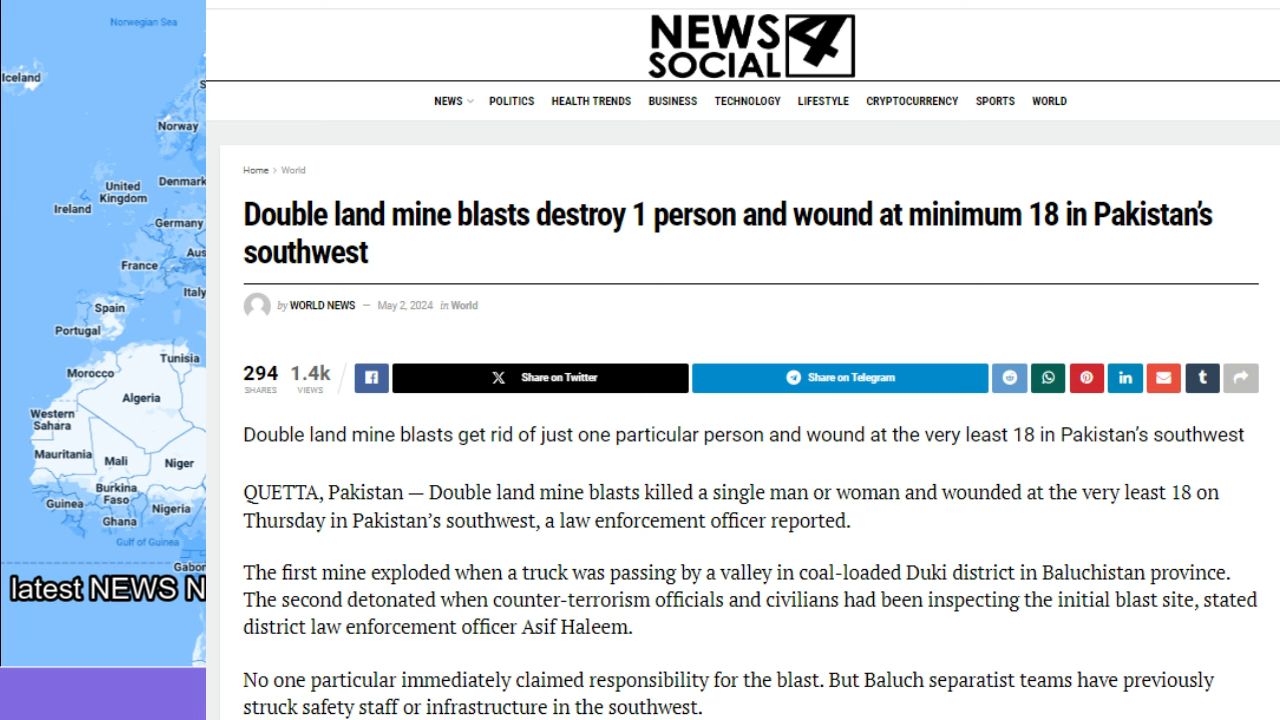 Norwegian Sea
Iceland
Norway
United
Kingdom
Denmark
Ireland
Germany
France
Italy
Spain
Portugal
Tunisia
Morocco
Algeria
Western
Sahara
Mauritania
Mali
Niger
Burkina
Faso
Guinea
Nigeria
Ghana
Gulf of Guinea
Gabon
latest NEWS N
NEWS 4
SOCIAL
NEWS POLITICS HEALTH TRENDS BUSINESS TECHNOLOGY LIFESTYLE CRYPTOCURRENCY SPORTS WORLD
Home > World
Double land mine blasts destroy 1 person and wound at minimum 18 in Pakistan's
southwest
by WORLD NEWS — May 2, 2024 in World
294 1.4k
SHARES VIEWS
Share on Twitter
Share on Telegram
Double land mine blasts get rid of just one particular person and wound at the very least 18 in Pakistan's southwest
QUETTA, Pakistan — Double land mine blasts killed a single man or woman and wounded at the very least 18 on
Thursday in Pakistan's southwest, a law enforcement officer reported.
The first mine exploded when a truck was passing by a valley in coal-loaded Duki district in Baluchistan province.
The second detonated when counter-terrorism officials and civilians had been inspecting the initial blast site, stated
district law enforcement officer Asif Haleem.
No one particular immediately claimed responsibility for the blast. But Baluch separatist teams have previously
struck safety staff or infrastructure in the southwest.